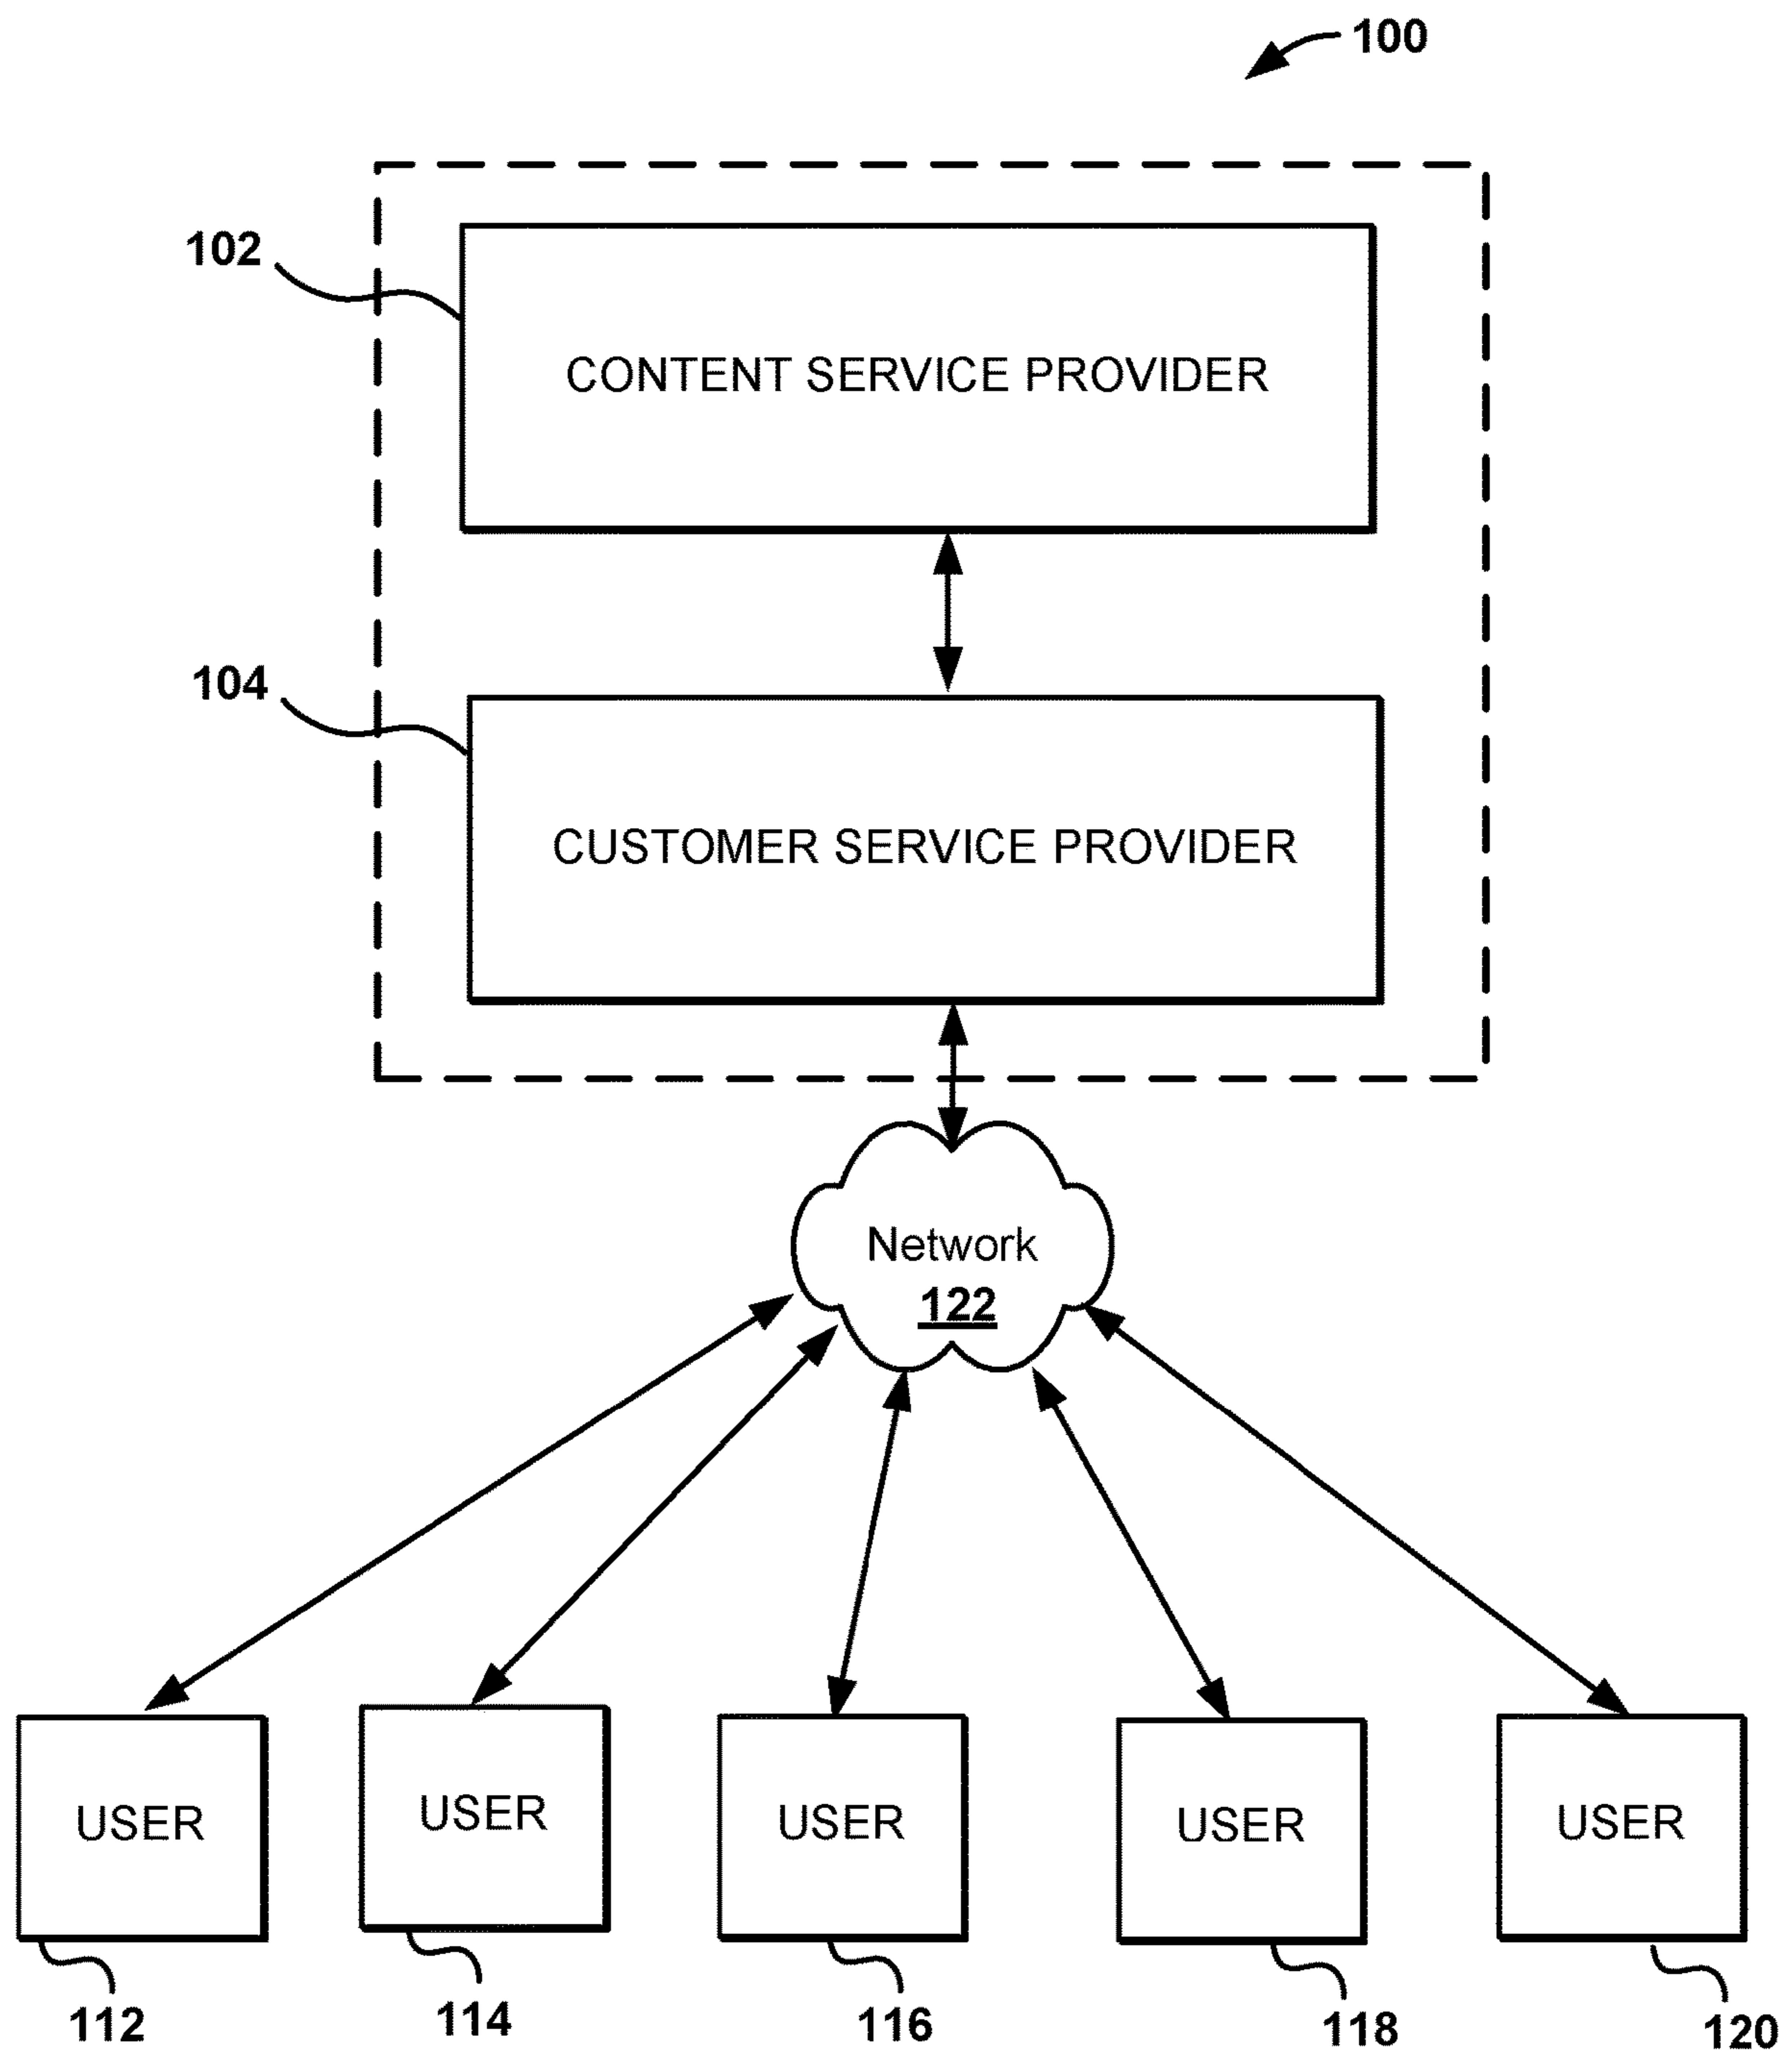 100
102
CONTENT SERVICE PROVIDER
104
CUSTOMER SERVICE PROVIDER
Network
122
USER
USER
USER
USER
USER
112
114
116
118
120